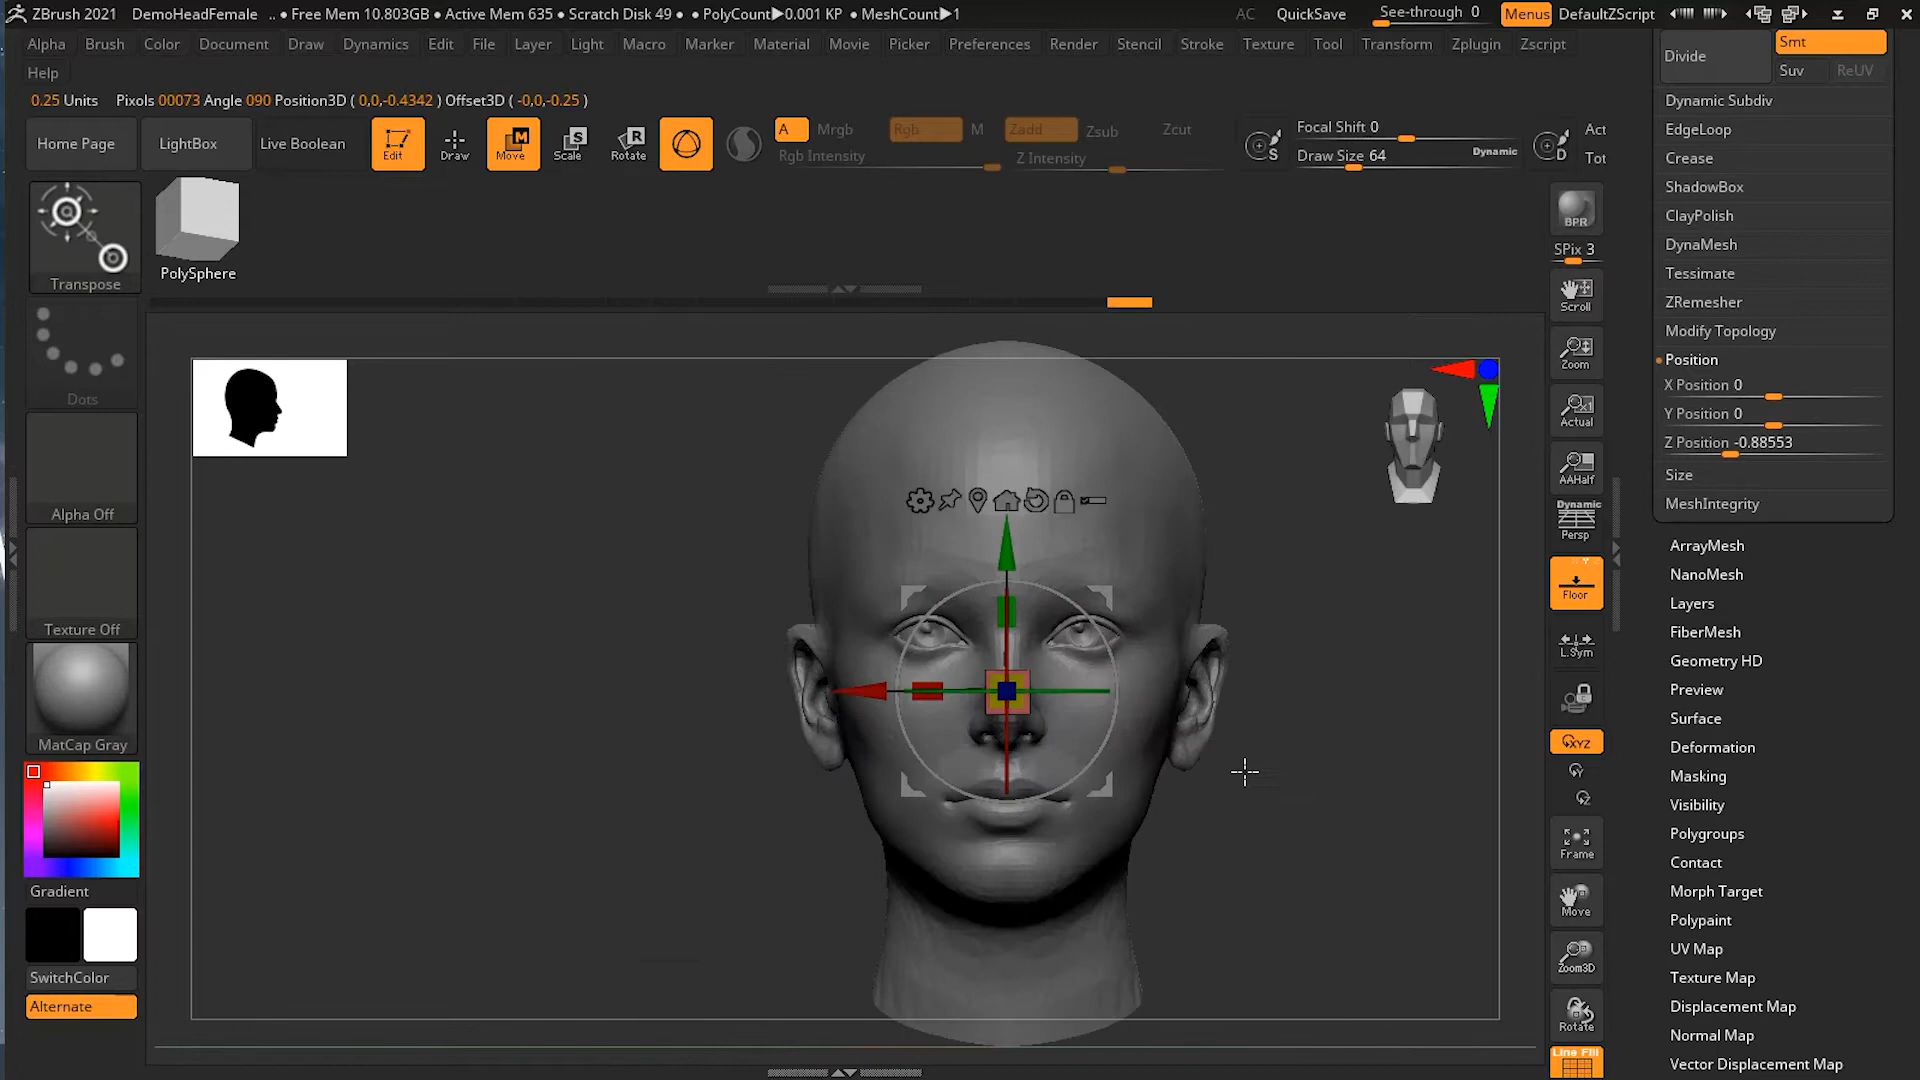 ZBrush 2021 DemoHeadFemale .. ● Free Mem 10.803GB ● Active Mem 635 ● Scratch Disk 49 ● ● PolyCount▶0.001 KP ● MeshCount▶1 AC QuickSave See-through 0 Menus DefaultZScript
Alpha Brush Color Document Draw Dynamics Edit File Layer Light Macro Marker Material Movie Picker Preferences Render Stencil Stroke Texture Tool Transform Zplugin Zscript
Help
0.25 Units Pixols 00073 Angle 090 Position3D ( 0,0,-0.4342 ) Offset3D ( -0,0,-0.25 )
Home Page LightBox Live Boolean Edit Draw M Move S Scale R Rotate
A Mrgb Rgb M Zadd Zsub Zcut
Rgb Intensity Z Intensity
S Focal Shift 0 D Act
Draw Size 64 Dynamic Tot
Transpose
PolySphere
Dots
Alpha Off
Texture Off
MatCap Gray
Gradient
SwitchColor
Alternate
BPR
SPix 3
Scroll
Zoom
x1
Actual
AAHalf
Dynamic
Persp
Y
Floor
L.Sym
XYZ
Y
Z
Frame
Move
Zoom3D
Rotate
Line Fill
Divide Smt
Suv ReUV
Dynamic Subdiv
EdgeLoop
Crease
ShadowBox
ClayPolish
DynaMesh
Tessimate
ZRemesher
Modify Topology
Position
X Position 0
Y Position 0
Z Position -0.88553
Size
MeshIntegrity
ArrayMesh
NanoMesh
Layers
FiberMesh
Geometry HD
Preview
Surface
Deformation
Masking
Visibility
Polygroups
Contact
Morph Target
Polypaint
UV Map
Texture Map
Displacement Map
Normal Map
Vector Displacement Map